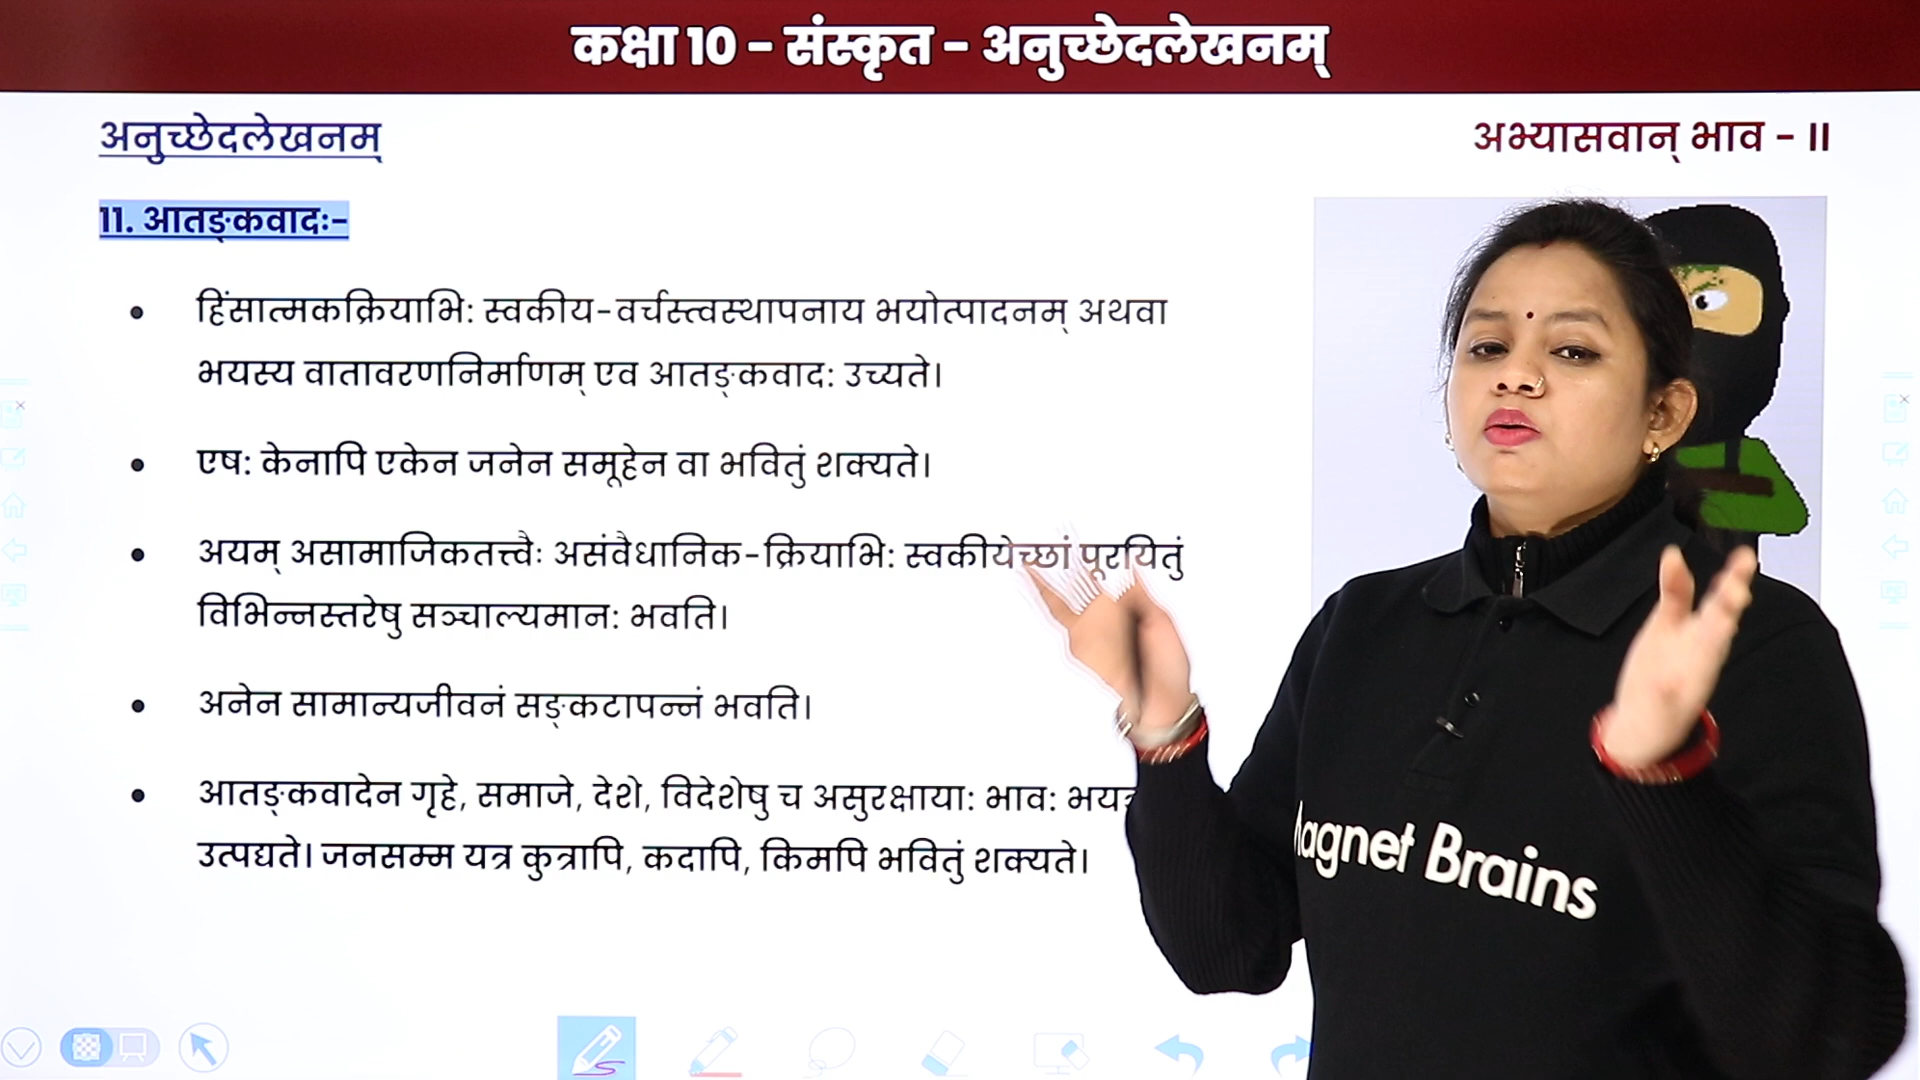 कक्षा 10 - संस्कृत - अनुच्छेदलेखनम्
अनुच्छेदलेखनम्
अभ्यासवान् भाव - II
11. आतङ्कवादः-
• हिंसात्मकक्रियाभि: स्वकीय-वर्चस्त्वस्थापनाय भयोत्पादनम् अथवा
भयस्य वातावरणनिर्माणम् एव आतङ्कवाद: उच्यते।
• एष: केनापि एकेन जनेन समूहेन वा भवितुं शक्यते।
• अयम् असामाजिकतत्त्वैः असंवैधानिक-क्रियाभि: स्वकीयेच्छां पूरयितुं
विभिन्नस्तरेषु सञ्चाल्यमान: भवति।
• अनेन सामान्यजीवनं सङ्कटापन्नं भवति।
• आतङ्कवादेन गृहे, समाजे, देशे, विदेशेषु च असुरक्षाया: भाव:
उत्पद्यते। जनसम्म यत्र कुत्रापि, कदापि, किमपि भवितुं शक्यते।
agnet Brains